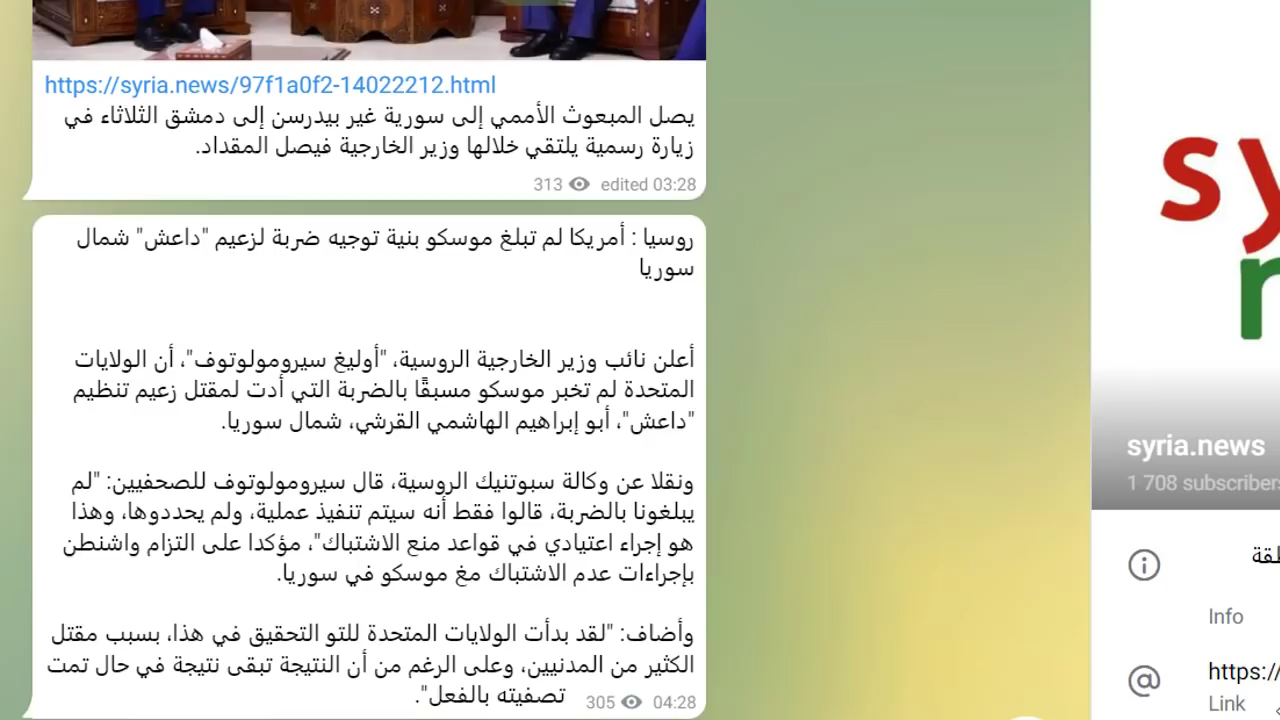 https://syria.news/97f1a0f2-14022212.html
يصل المبعوث الأممي إلى سورية غير بيدرسن إلى دمشق الثلاثاء في
زيارة رسمية يلتقي خلالها وزير الخارجية فيصل المقداد.
313 edited 03:28
روسيا : أمريكا لم تبلغ موسكو بنية توجيه ضربة لزعيم "داعش" شمال
سوريا
أعلن نائب وزير الخارجية الروسية، "أوليغ سيرومولوتوف"، أن الولايات
المتحدة لم تخبر موسكو مسبقًا بالضربة التي أدت لمقتل زعيم تنظيم
"داعش"، أبو إبراهيم الهاشمي القرشي، شمال سوريا.
ونقلا عن وكالة سبوتنيك الروسية، قال سيرومولوتوف للصحفيين: "لم
يبلغونا بالضربة، قالوا فقط أنه سيتم تنفيذ عملية، ولم يحددوها، وهذا
هو إجراء اعتيادي في قواعد منع الاشتباك"، مؤكدا على التزام واشنطن
بإجراءات عدم الاشتباك مغ موسكو في سوريا.
وأضاف: "لقد بدأت الولايات المتحدة للتو التحقيق في هذا، بسبب مقتل
الكثير من المدنيين، وعلى الرغم من أن النتيجة تبقى نتيجة في حال تمت
تصفيته بالفعل".
305 04:28
sy
n
syria.news
1 708 subscribers
Info
https://
Link